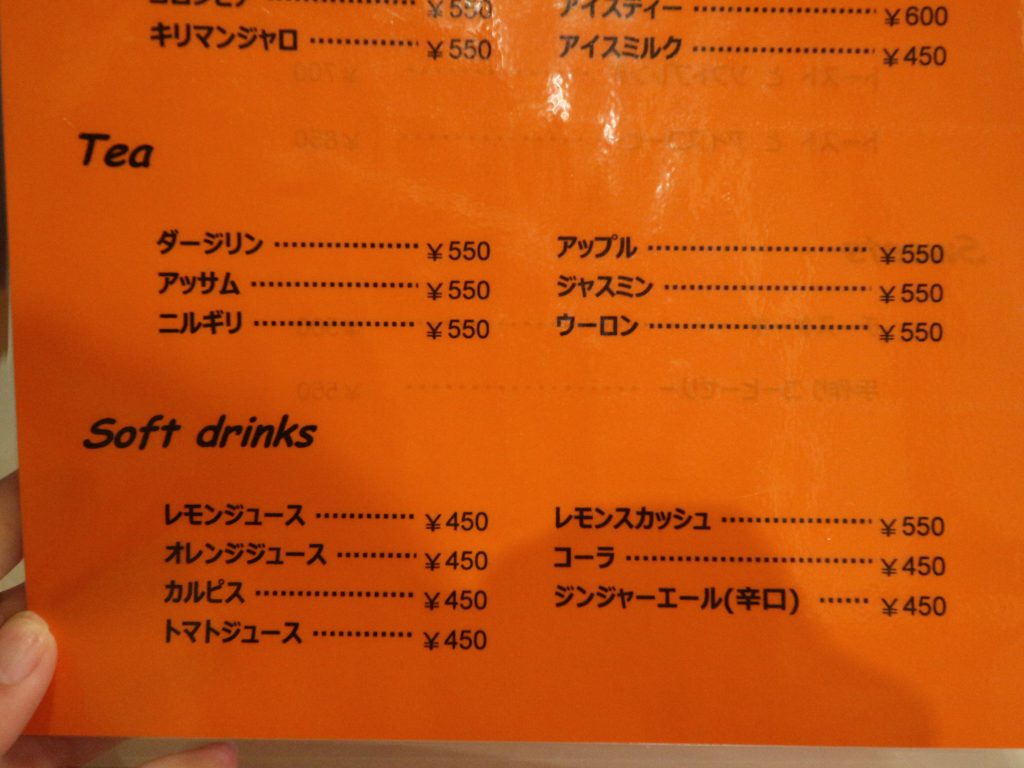 コロンビア ¥550
キリマンジャロ ¥550
アイスティー ¥600
アイスミルク ¥450
Tea
ダージリン ¥550
アッサム ¥550
ニルギリ ¥550
アップル ¥550
ジャスミン ¥550
ウーロン ¥550
Soft drinks
レモンジュース ¥450
オレンジジュース ¥450
カルピス ¥450
トマトジュース ¥450
レモンスカッシュ ¥550
コーラ ¥450
ジンジャーエール(辛口) ¥450